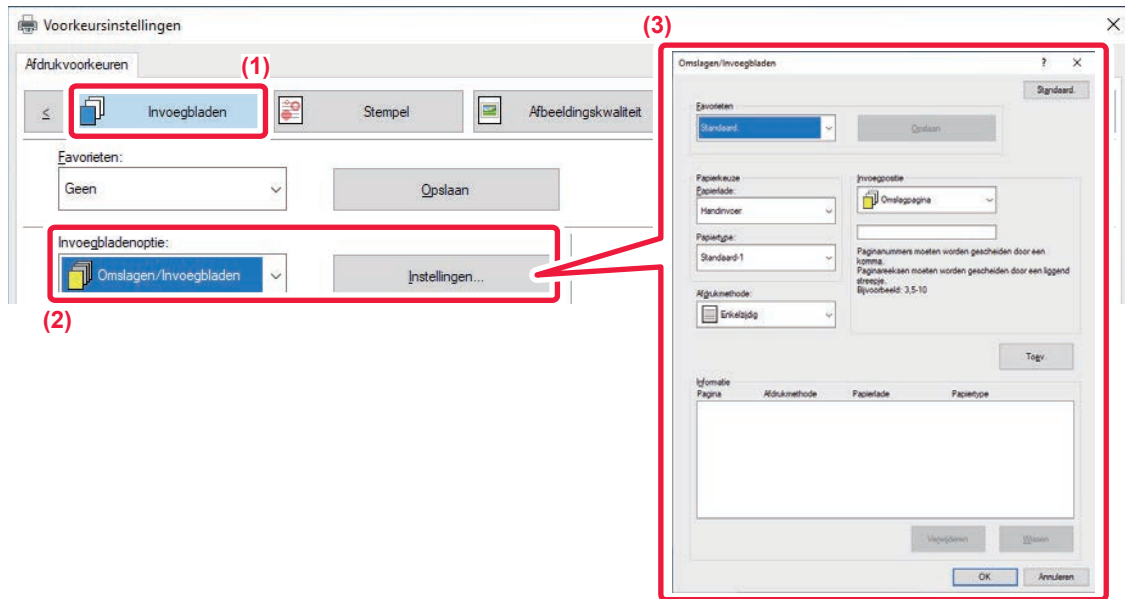 Voorkeursinstellingen
(3)
Afdrukvoorkeuren
(1)
≤
Invoegbladen
Stempel
Afbeeldingskwaliteit
Favorieten:
Geen
Opslaan
Invoegbladenoptie:
Omslagen/Invoegbladen
Instellingen...
(2)
Omslagen/Invoegbladen
?
Standaard.
Favorieten
Standaard.
Opslaan
Papierkeuze
Papierlade:
Handinvoer
Papiertype:
Standaard-1
Afdrukmethode:
Enkelzijdig
Invoegpostie
Omslagpagina
Paginanummers moeten worden gescheiden door een
komma.
Paginareeksen moeten worden gescheiden door een liggend
streepje.
Bijvoorbeeld: 3,5-10
Toev.
Informatie
Pagina Afdrukmethode Papierlade Papiertype
Verwijderen
Wissen
OK
Annuleren